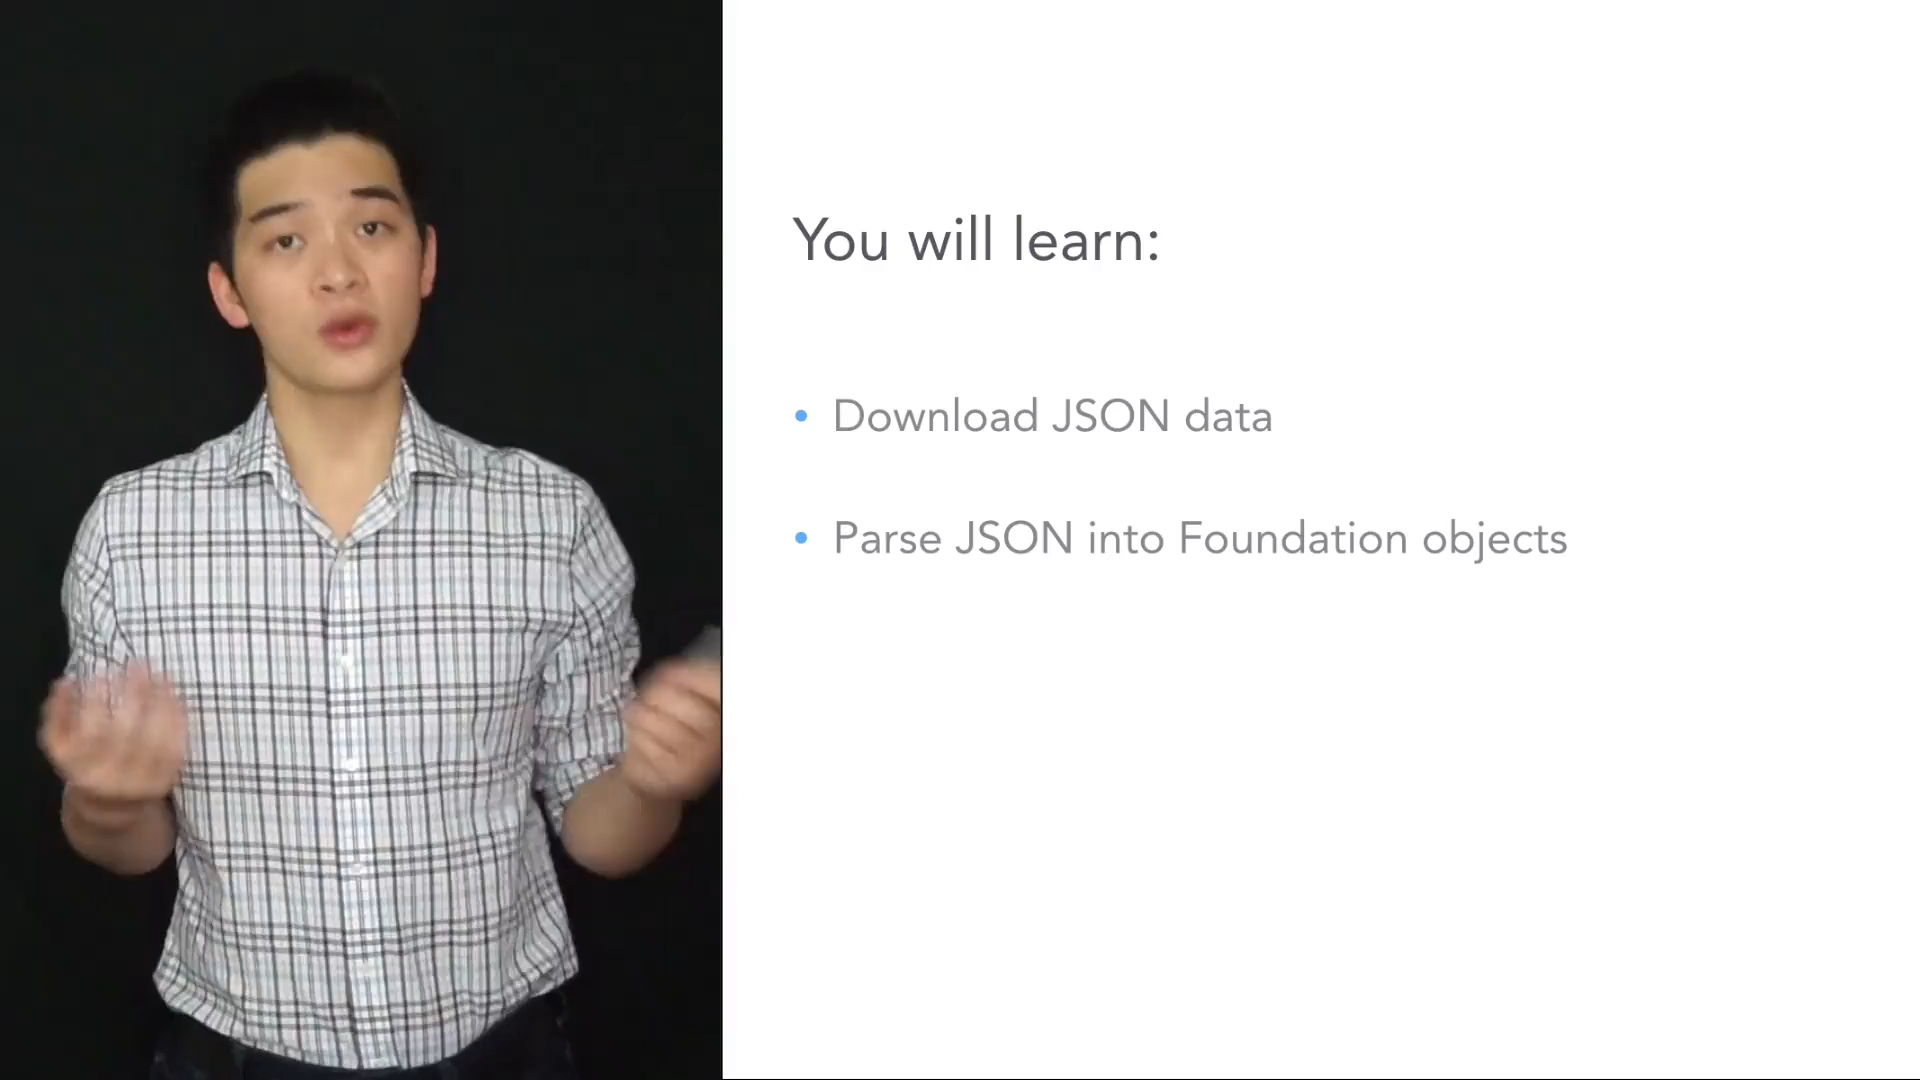 You will learn:
• Download JSON data
• Parse JSON into Foundation objects